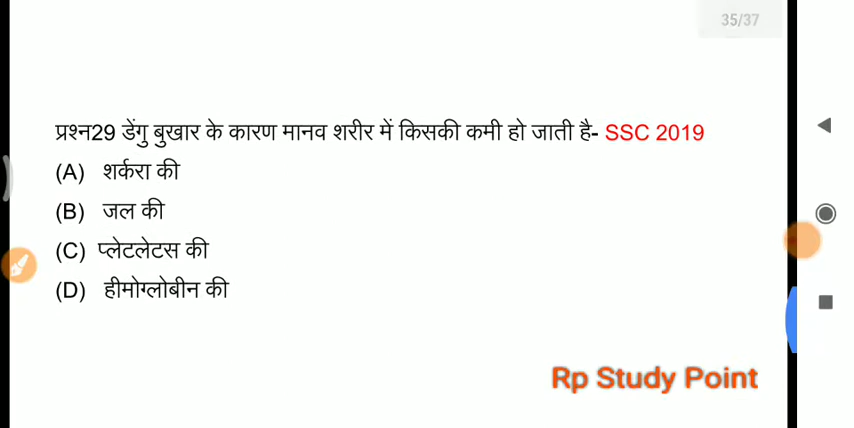 35/37
प्रश्न29 डेंगु बुखार के कारण मानव शरीर में किसकी कमी हो जाती है- SSC 2019
(A) शर्करा की
(B) जल की
(C) प्लेटलेटस की
(D) हीमोग्लोबीन की
Rp Study Point